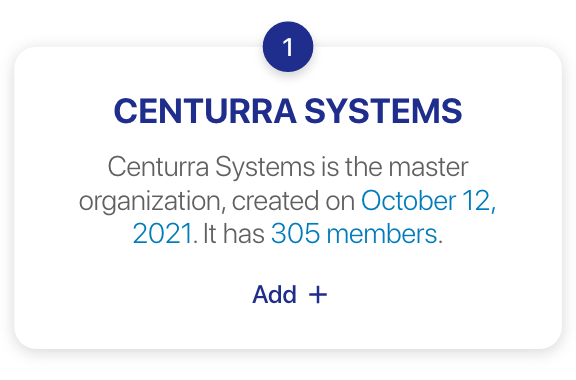 1
CENTURRA SYSTEMS
Centurra Systems is the master
organization, created on October 12,
2021. It has 305 members.
Add +